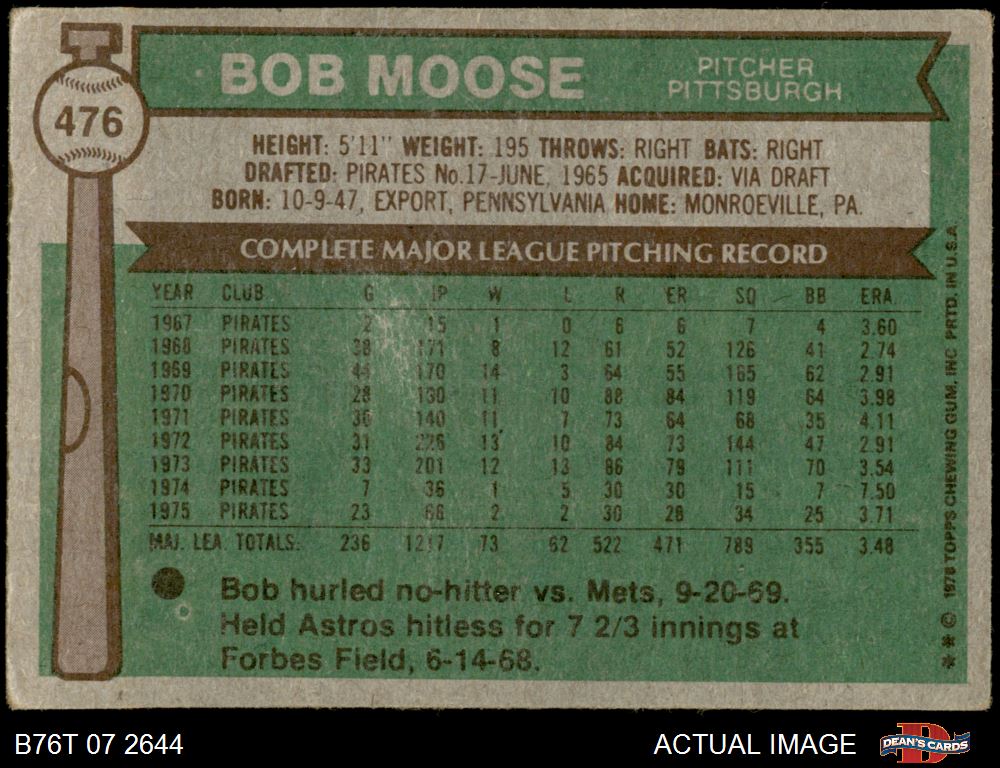 476
BOB MOOSE
PITCHER
PITTSBURGH
HEIGHT: 5'11" WEIGHT: 195 THROWS: RIGHT BATS: RIGHT
DRAFTED: PIRATES No.17-JUNE, 1965 ACQUIRED: VIA DRAFT
BORN: 10-9-47, EXPORT, PENNSYLVANIA HOME: MONROEVILLE, PA.
COMPLETE MAJOR LEAGUE PITCHING RECORD
YEAR CLUB G IP W L R ER SO BB ERA
1967 PIRATES 2 15 1 0 6 6 7 4 3.60
1968 PIRATES 38 171 8 12 61 52 126 41 2.74
1969 PIRATES 44 170 14 3 64 55 165 62 2.91
1970 PIRATES 28 190 11 10 88 84 119 64 3.98
1971 PIRATES 30 140 11 7 73 64 68 35 4.11
1972 PIRATES 31 226 13 10 84 73 144 47 2.91
1973 PIRATES 33 201 12 13 86 79 111 70 3.54
1974 PIRATES 7 36 1 5 30 30 15 7 7.50
1975 PIRATES 23 68 2 2 30 28 34 25 3.71
MAJ. LEA. TOTALS: 236 1217 73 62 522 471 789 355 3.48
Bob hurled no-hitter vs. Mets, 9-20-69.
Held Astros hitless for 7 2/3 innings at
Forbes Field, 6-14-68.
** © 1976 TOPPS CHEWING GUM, INC. PRTD. IN U.S.A.
B76T 07 2644
ACTUAL IMAGE
DEAN'S CARDS